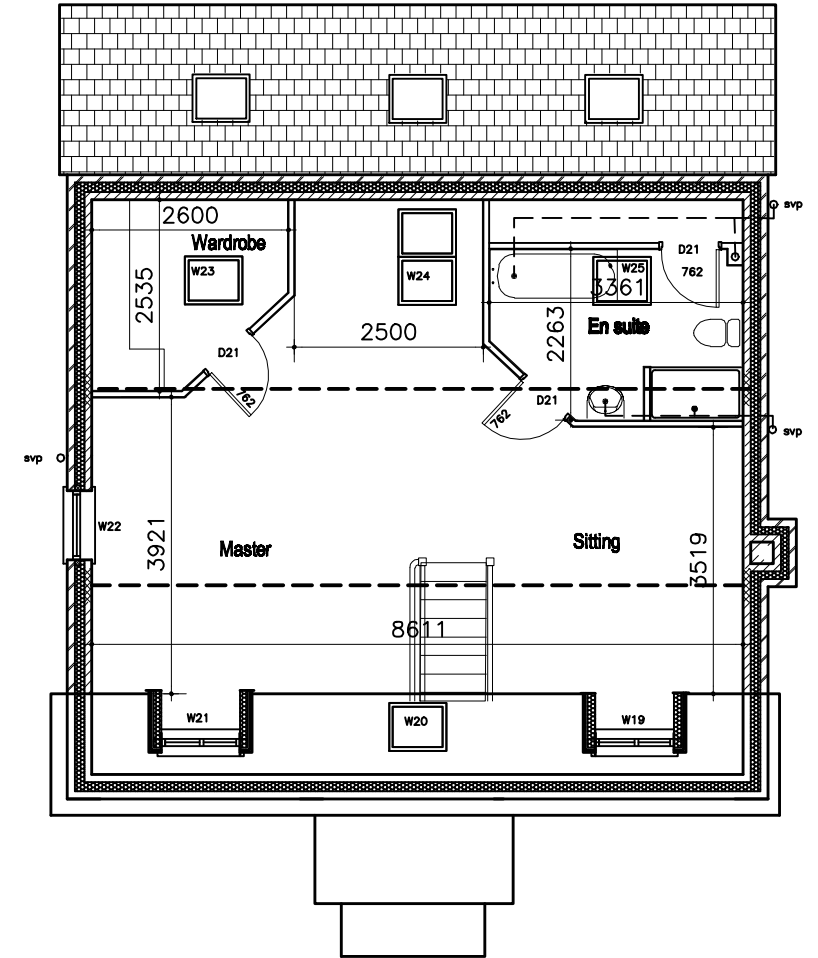 svp
2600
Wardrobe
D21
W23
W24
W25
762
2535
3361
2263
En suite
2500
D21
762
D21
762
svp
svp
W22
3921
Master
Sitting
3519
8611
W21
W20
W19